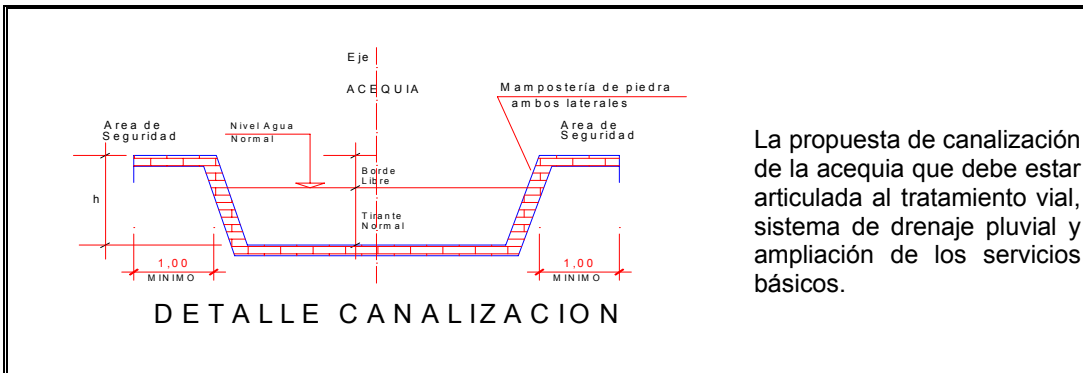 Eje
ACEQUIA
Mampostería de piedra
ambos laterales
Area de
Seguridad
Nivel Agua
Normal
Area de
Seguridad
Borde
Libre
h
Tirante
Normal
1,00
MINIMO
1,00
MINIMO
DETALLE CANALIZACION
La propuesta de canalización
de la acequia que debe estar
articulada al tratamiento vial,
sistema de drenaje pluvial y
ampliación de los servicios
básicos.